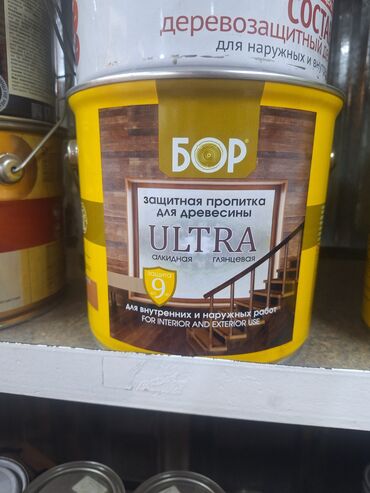 СОСТА
деревозащитный д
для наружных и вну
БОР®
защитная пропитка
для древесины
ULTRA
алкидная глянцевая
защита
9
для внутренних и наружных работ
FOR INTERIOR AND EXTERIOR USE